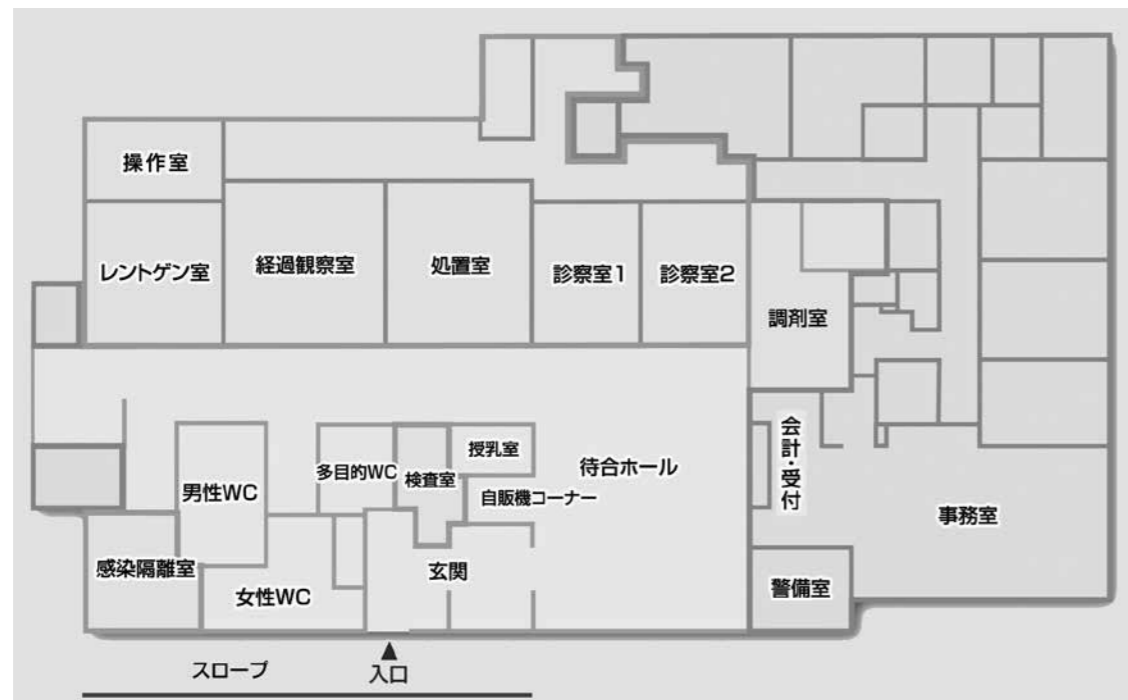 操作室
レントゲン室
経過観察室
処置室
診察室1
診察室2
調剤室
授乳室
多目的WC
検査室
待合ホール
会計・受付
男性WC
自販機コーナー
事務室
感染隔離室
玄関
女性WC
警備室
スロープ
▲
入口